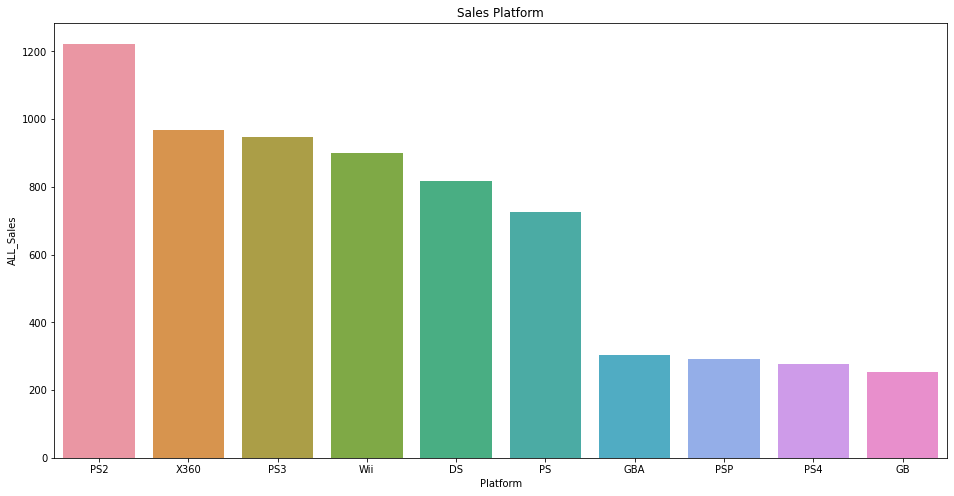 Sales Platform
1200
1000
800
600
400
200
0
ALL_Sales
PS2 X360 PS3 Wii DS PS GBA PSP PS4 GB
Platform